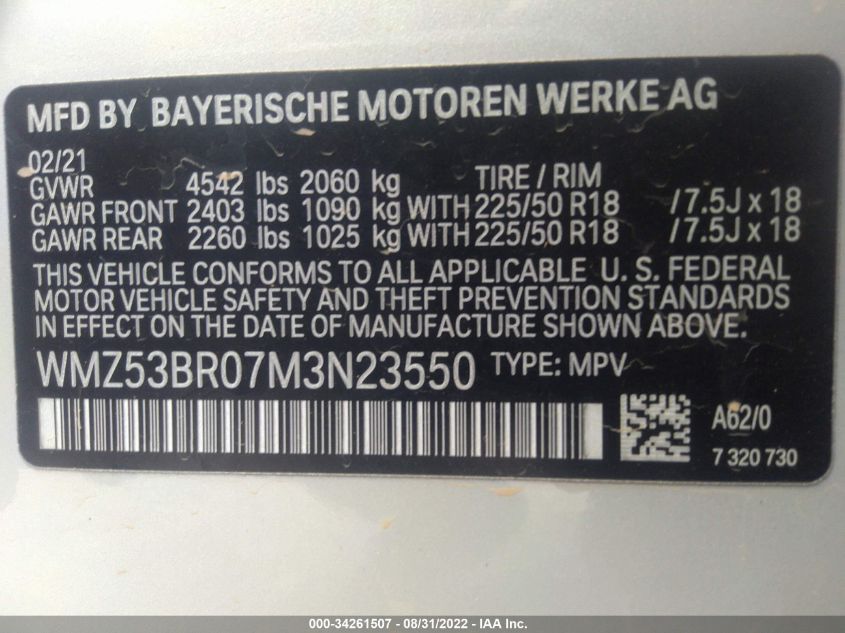 MFD BY BAYERISCHE MOTOREN WERKE AG
02/21
GVWR 4542 lbs 2060 kg TIRE / RIM
GAWR FRONT 2403 lbs 1090 kg WITH 225/50 R18 /7.5J x 18
GAWR REAR 2260 lbs 1025 kg WITH 225/50 R18 /7.5J x 18
THIS VEHICLE CONFORMS TO ALL APPLICABLE U. S. FEDERAL
MOTOR VEHICLE SAFETY AND THEFT PREVENTION STANDARDS
IN EFFECT ON THE DATE OF MANUFACTURE SHOWN ABOVE.
WMZ53BR07M3N23550 TYPE: MPV
A62/0
7 320 730
000-34261507 - 08/31/2022 - IAA Inc.